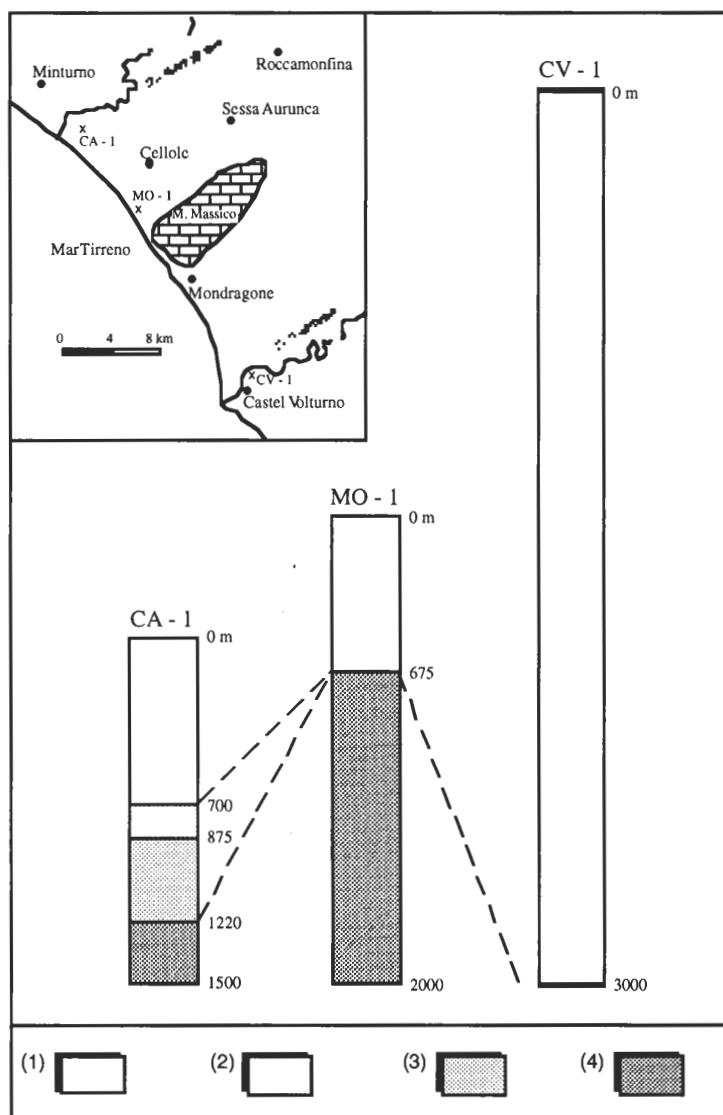 Minturno
Roccamonfina
Sessa Aurunca
x
CA - 1
Cellole
MO - 1
x
M. Massico
Mar Tirreno
Mondragone
0 4 8 km
x
CV - 1
Castel Volturno
CV - 1
0 m
MO - 1
0 m
CA - 1
0 m
675
700
875
1220
1500
2000
3000
(1)
(2)
(3)
(4)